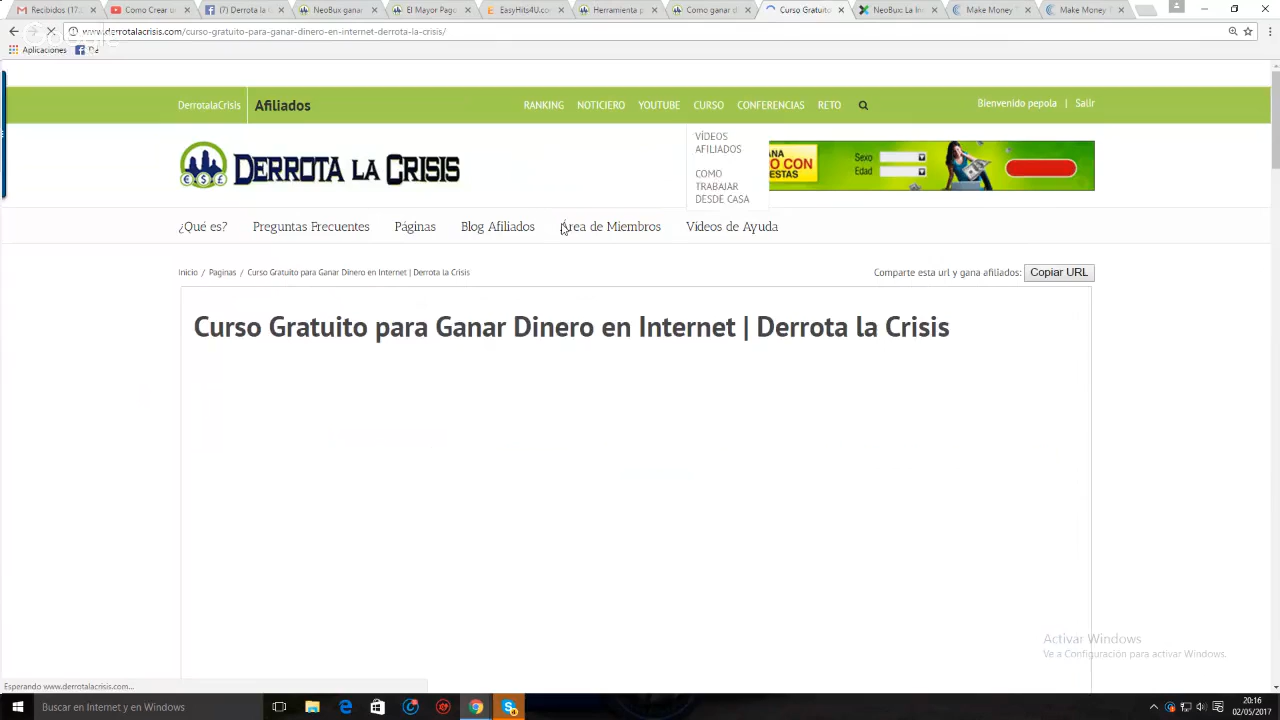 Recibidos (17
Como Crear u
(7) Derrota la C
NeoBux ganar
El Mayor Pago
EasyHits4U.co
Herramienta p
Como ganar d
Curso Gratuito
NeoBux: La In
Make Money
Make Money
www.derrotalacrisis.com/curso-gratuito-para-ganar-dinero-en-internet-derrota-la-crisis/
Aplicaciones
DerrotalaCrisis Afiliados RANKING NOTICIERO YOUTUBE CURSO CONFERENCIAS RETO Bienvenido pepola | Salir
VÍDEOS
AFILIADOS
COMO
TRABAJAR
DESDE CASA
DERROTA LA CRISIS
Sexo
Edad
¿Qué es? Preguntas Frecuentes Páginas Blog Afiliados Área de Miembros Vídeos de Ayuda
Inicio / Paginas / Curso Gratuito para Ganar Dinero en Internet | Derrota la Crisis
Comparte esta url y gana afiliados: Copiar URL
Curso Gratuito para Ganar Dinero en Internet | Derrota la Crisis
Activar Windows
Ve a Configuración para activar Windows.
Esperando www.derrotalacrisis.com...
Buscar en Internet y en Windows
20:16
02/05/2017